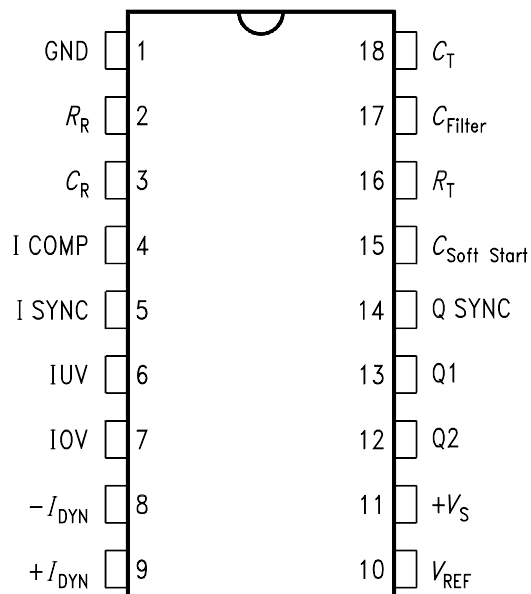 GND 1 18 C_T
R_R 2 17 C_Filter
C_R 3 16 R_T
I COMP 4 15 C_Soft Start
I SYNC 5 14 Q SYNC
IUV 6 13 Q1
IOV 7 12 Q2
−I_DYN 8 11 +V_S
+I_DYN 9 10 V_REF